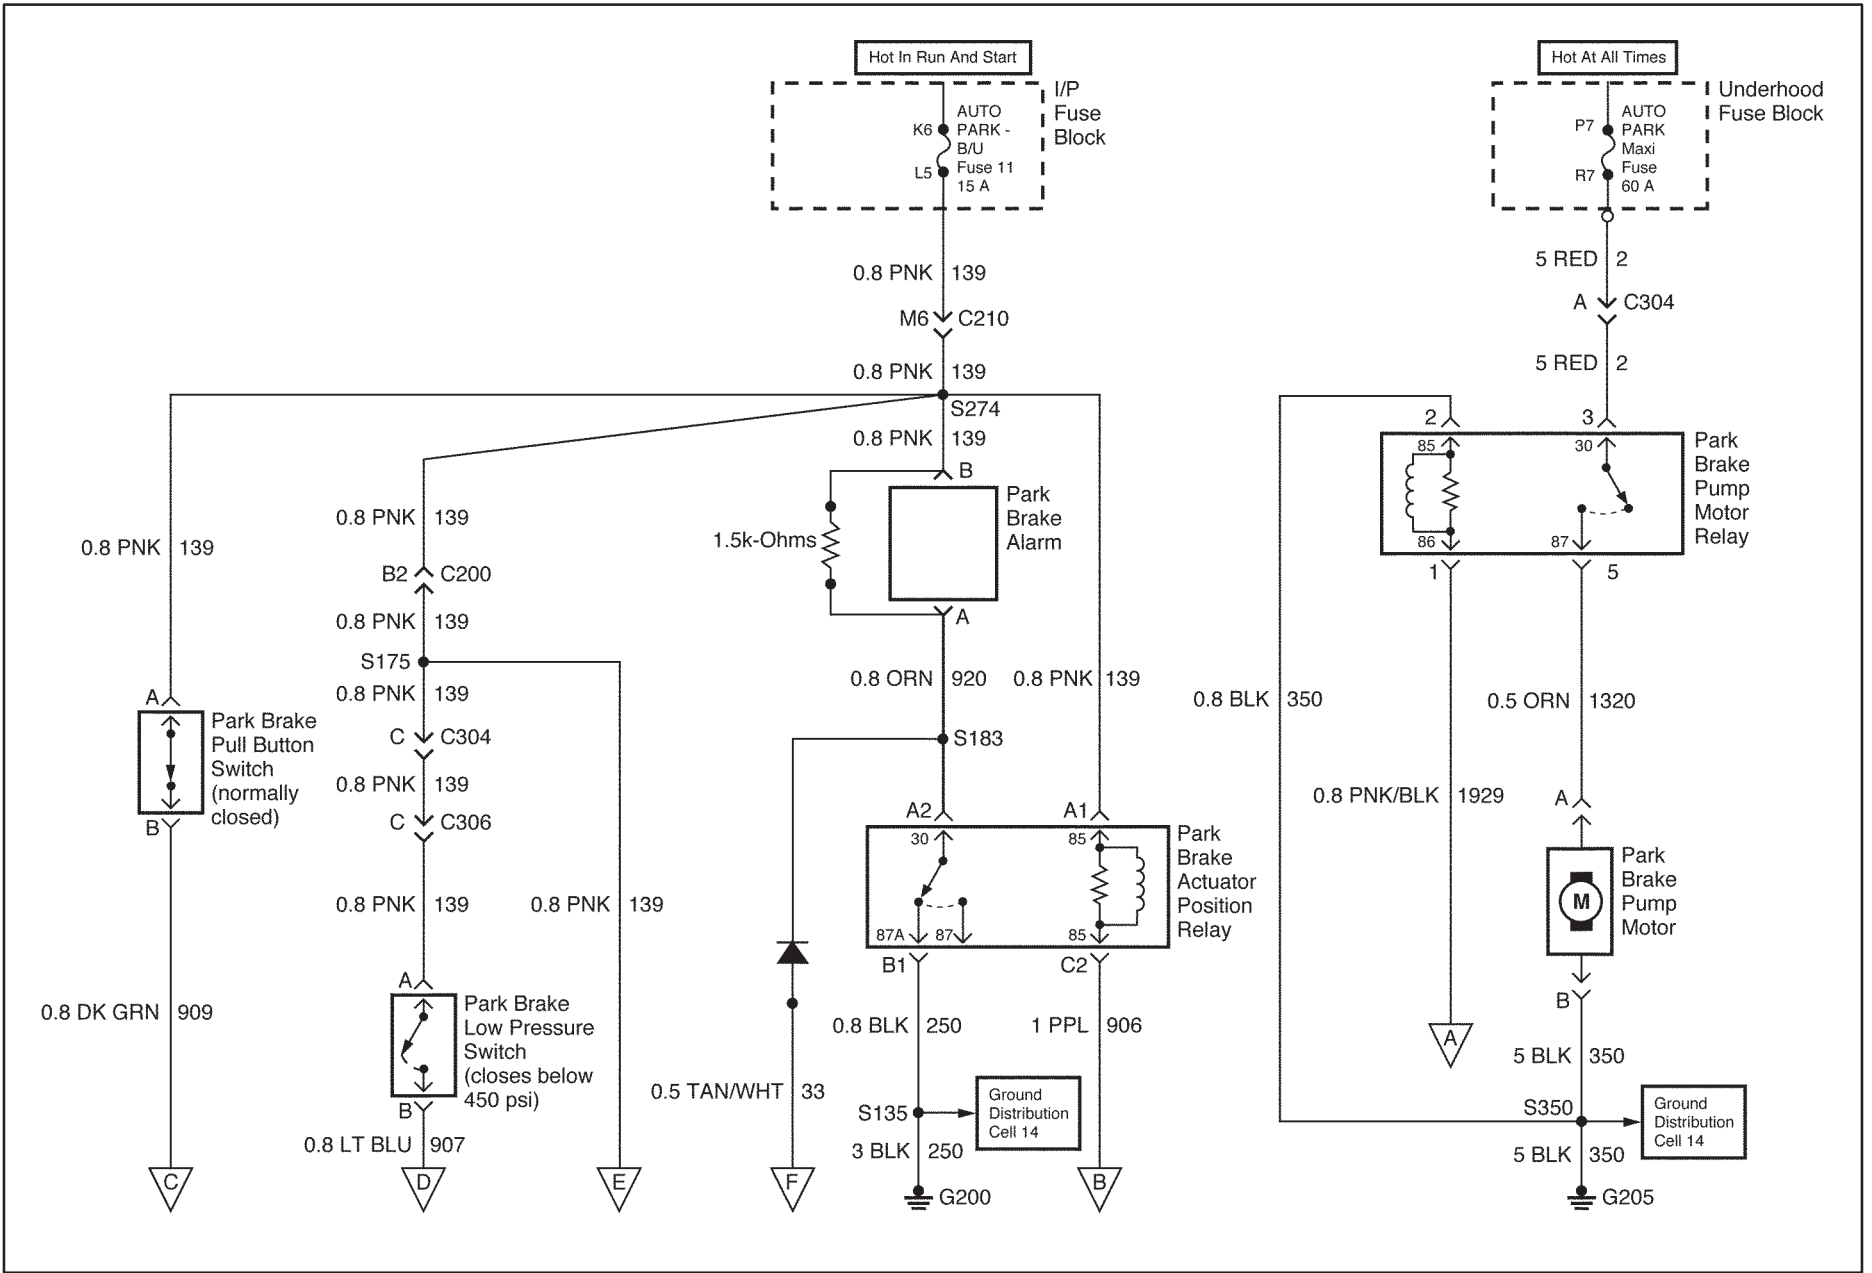 Hot In Run And Start
Hot At All Times
I/P
Fuse
Block
K6
L5
AUTO
PARK -
B/U
Fuse 11
15 A
Underhood
Fuse Block
P7
R7
AUTO
PARK
Maxi
Fuse
60 A
0.8 PNK 139
M6 C210
0.8 PNK 139
S274
0.8 PNK 139
5 RED 2
A C304
5 RED 2
2
3
85
30
86
87
1
5
Park
Brake
Pump
Motor
Relay
B
Park
Brake
Alarm
1.5k-Ohms
A
0.8 PNK 139
0.8 PNK 139
B2 C200
0.8 PNK 139
S175
0.8 PNK 139
C C304
0.8 PNK 139
C C306
0.8 PNK 139
0.8 PNK 139
A
Park Brake
Pull Button
Switch
(normally
closed)
B
0.8 DK GRN 909
C
A
Park Brake
Low Pressure
Switch
(closes below
450 psi)
B
0.8 LT BLU 907
D
E
0.8 ORN 920
0.8 PNK 139
S183
A2
A1
30
85
87A
87
85
Park
Brake
Actuator
Position
Relay
B1
C2
0.8 BLK 250
1 PPL 906
0.5 TAN/WHT 33
F
S135
Ground
Distribution
Cell 14
3 BLK 250
G200
B
0.8 BLK 350
0.5 ORN 1320
0.8 PNK/BLK 1929
A
A
M
Park
Brake
Pump
Motor
B
5 BLK 350
S350
Ground
Distribution
Cell 14
5 BLK 350
G205